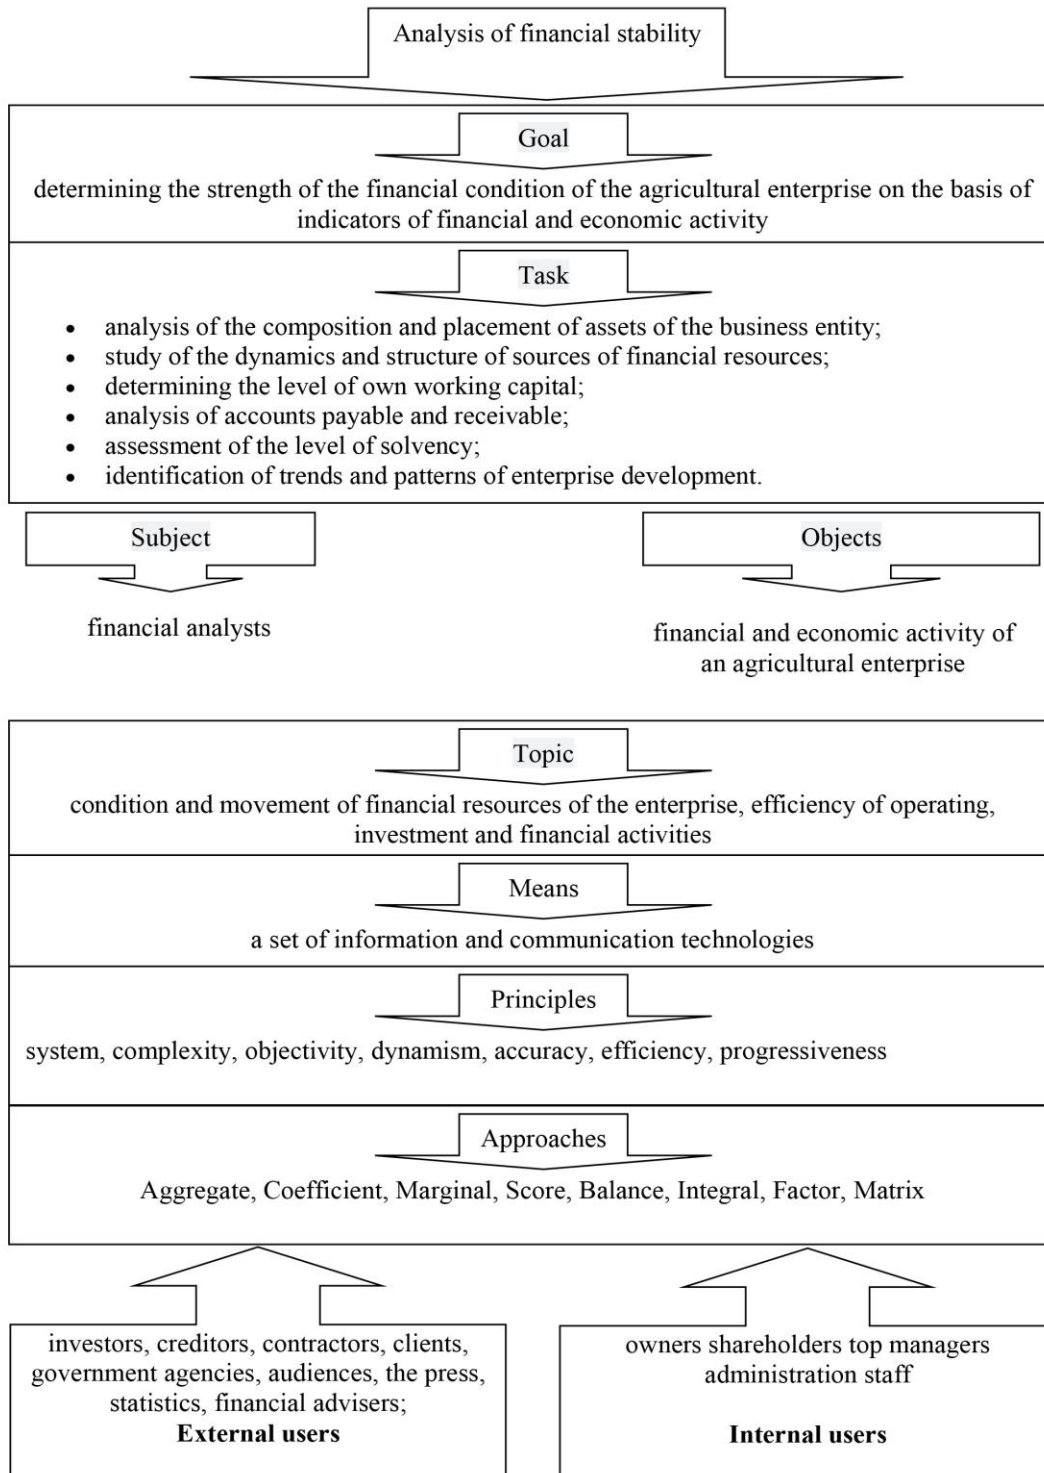 Analysis of financial stability
Goal
determining the strength of the financial condition of the agricultural enterprise on the basis of
indicators of financial and economic activity
Task
• analysis of the composition and placement of assets of the business entity;
• study of the dynamics and structure of sources of financial resources;
• determining the level of own working capital;
• analysis of accounts payable and receivable;
• assessment of the level of solvency;
• identification of trends and patterns of enterprise development.
Subject
financial analysts
Objects
financial and economic activity of
an agricultural enterprise
Topic
condition and movement of financial resources of the enterprise, efficiency of operating,
investment and financial activities
Means
a set of information and communication technologies
Principles
system, complexity, objectivity, dynamism, accuracy, efficiency, progressiveness
Approaches
Aggregate, Coefficient, Marginal, Score, Balance, Integral, Factor, Matrix
investors, creditors, contractors, clients,
government agencies, audiences, the press,
statistics, financial advisers;
External users
owners shareholders top managers
administration staff
Internal users